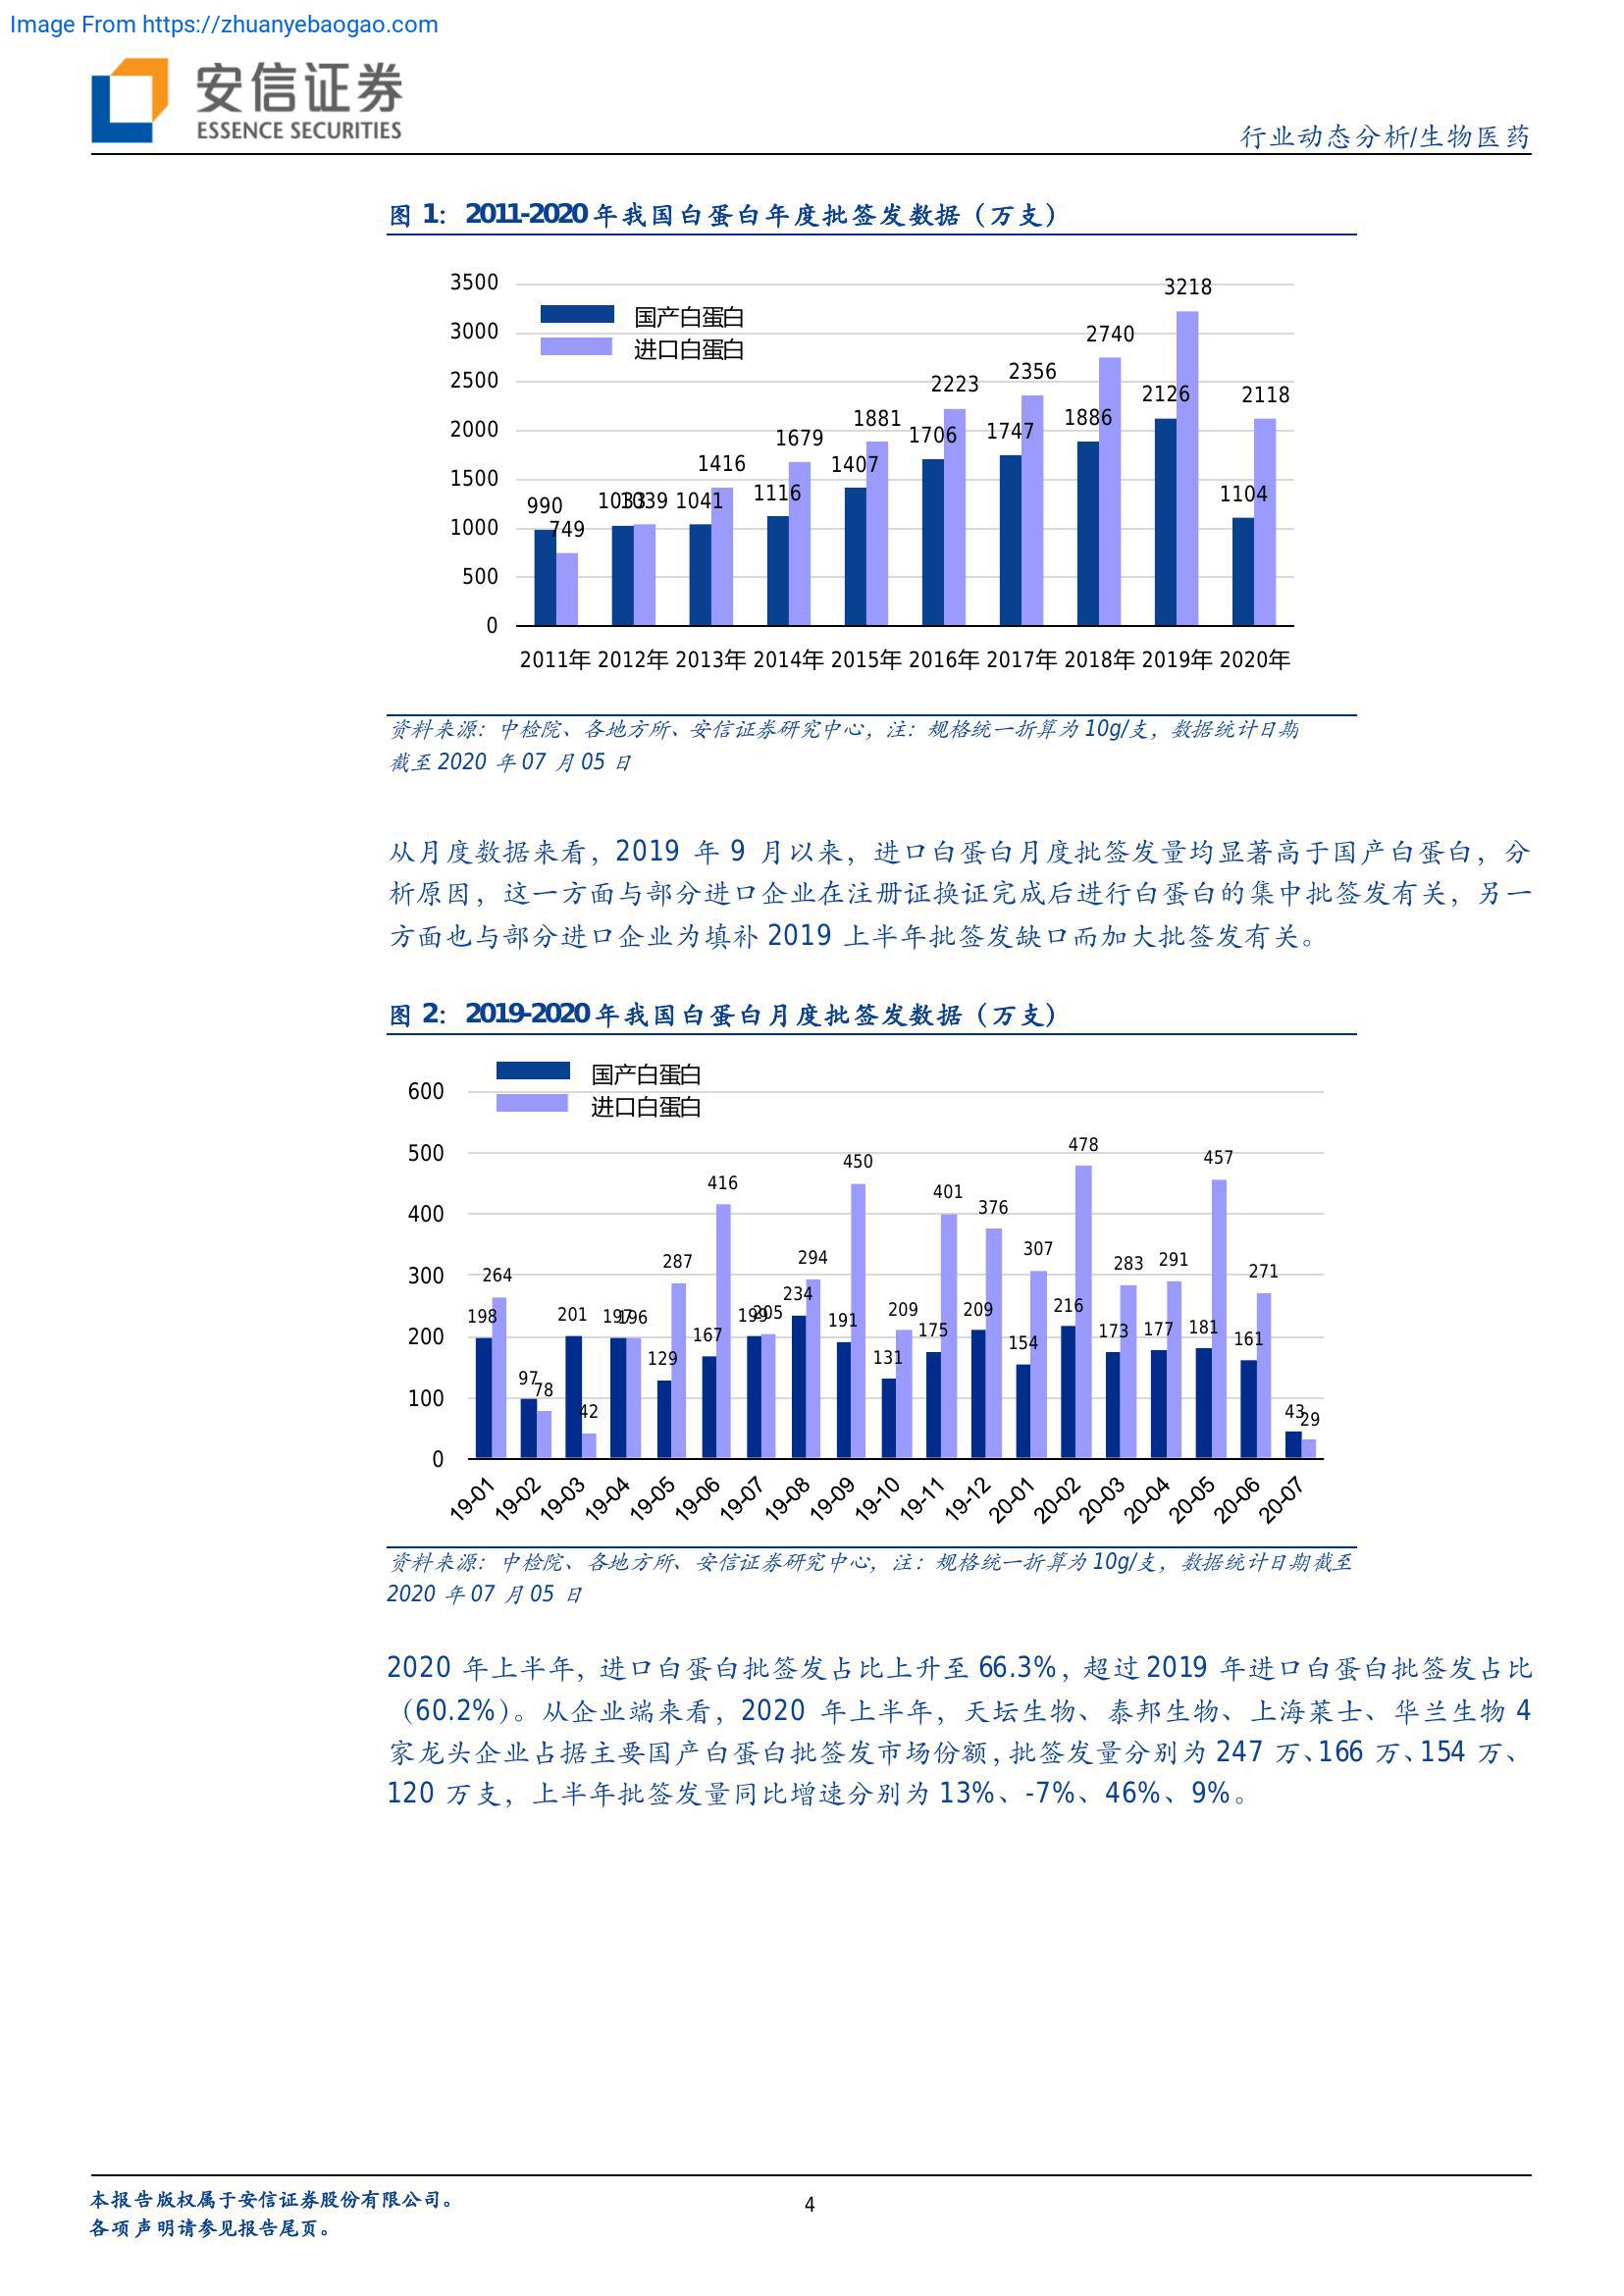 Image From https://zhuanyebaogao.com
安信证券
ESSENCE SECURITIES
行业动态分析/生物医药
图 1：2011-2020 年我国白蛋白年度批签发数据（万支）
3500
3000
2500
2000
1500
1000
500
0
国产白蛋白
进口白蛋白
990 749 1033 1039 1041 1416 1116 1679 1407 1881 1706 2223 1747 2356 1886 2740 2126 3218 1104 2118
2011年 2012年 2013年 2014年 2015年 2016年 2017年 2018年 2019年 2020年
资料来源：中检院、各地方所、安信证券研究中心，注：规格统一折算为 10g/支，数据统计日期
截至 2020 年 07 月 05 日
从月度数据来看，2019 年 9 月以来，进口白蛋白月度批签发量均显著高于国产白蛋白，分
析原因，这一方面与部分进口企业在注册证换证完成后进行白蛋白的集中批签发有关，另一
方面也与部分进口企业为填补 2019 上半年批签发缺口而加大批签发有关。
图 2：2019-2020 年我国白蛋白月度批签发数据（万支）
国产白蛋白
进口白蛋白
600
500
400
300
200
100
0
198 264 97 78 201 42 197 196 129 287 167 416 199 205 234 294 191 450 131 209 175 401 209 376 154 307 216 478 173 283 177 291 181 457 161 271 43 29
19-01 19-02 19-03 19-04 19-05 19-06 19-07 19-08 19-09 19-10 19-11 19-12 20-01 20-02 20-03 20-04 20-05 20-06 20-07
资料来源：中检院、各地方所、安信证券研究中心，注：规格统一折算为 10g/支，数据统计日期截至
2020 年 07 月 05 日
2020 年上半年，进口白蛋白批签发占比上升至 66.3%，超过 2019 年进口白蛋白批签发占比
（60.2%）。从企业端来看，2020 年上半年，天坛生物、泰邦生物、上海莱士、华兰生物 4
家龙头企业占据主要国产白蛋白批签发市场份额，批签发量分别为 247 万、166 万、154 万、
120 万支，上半年批签发量同比增速分别为 13%、-7%、46%、9%。
本报告版权属于安信证券股份有限公司。
4
各项声明请参见报告尾页。